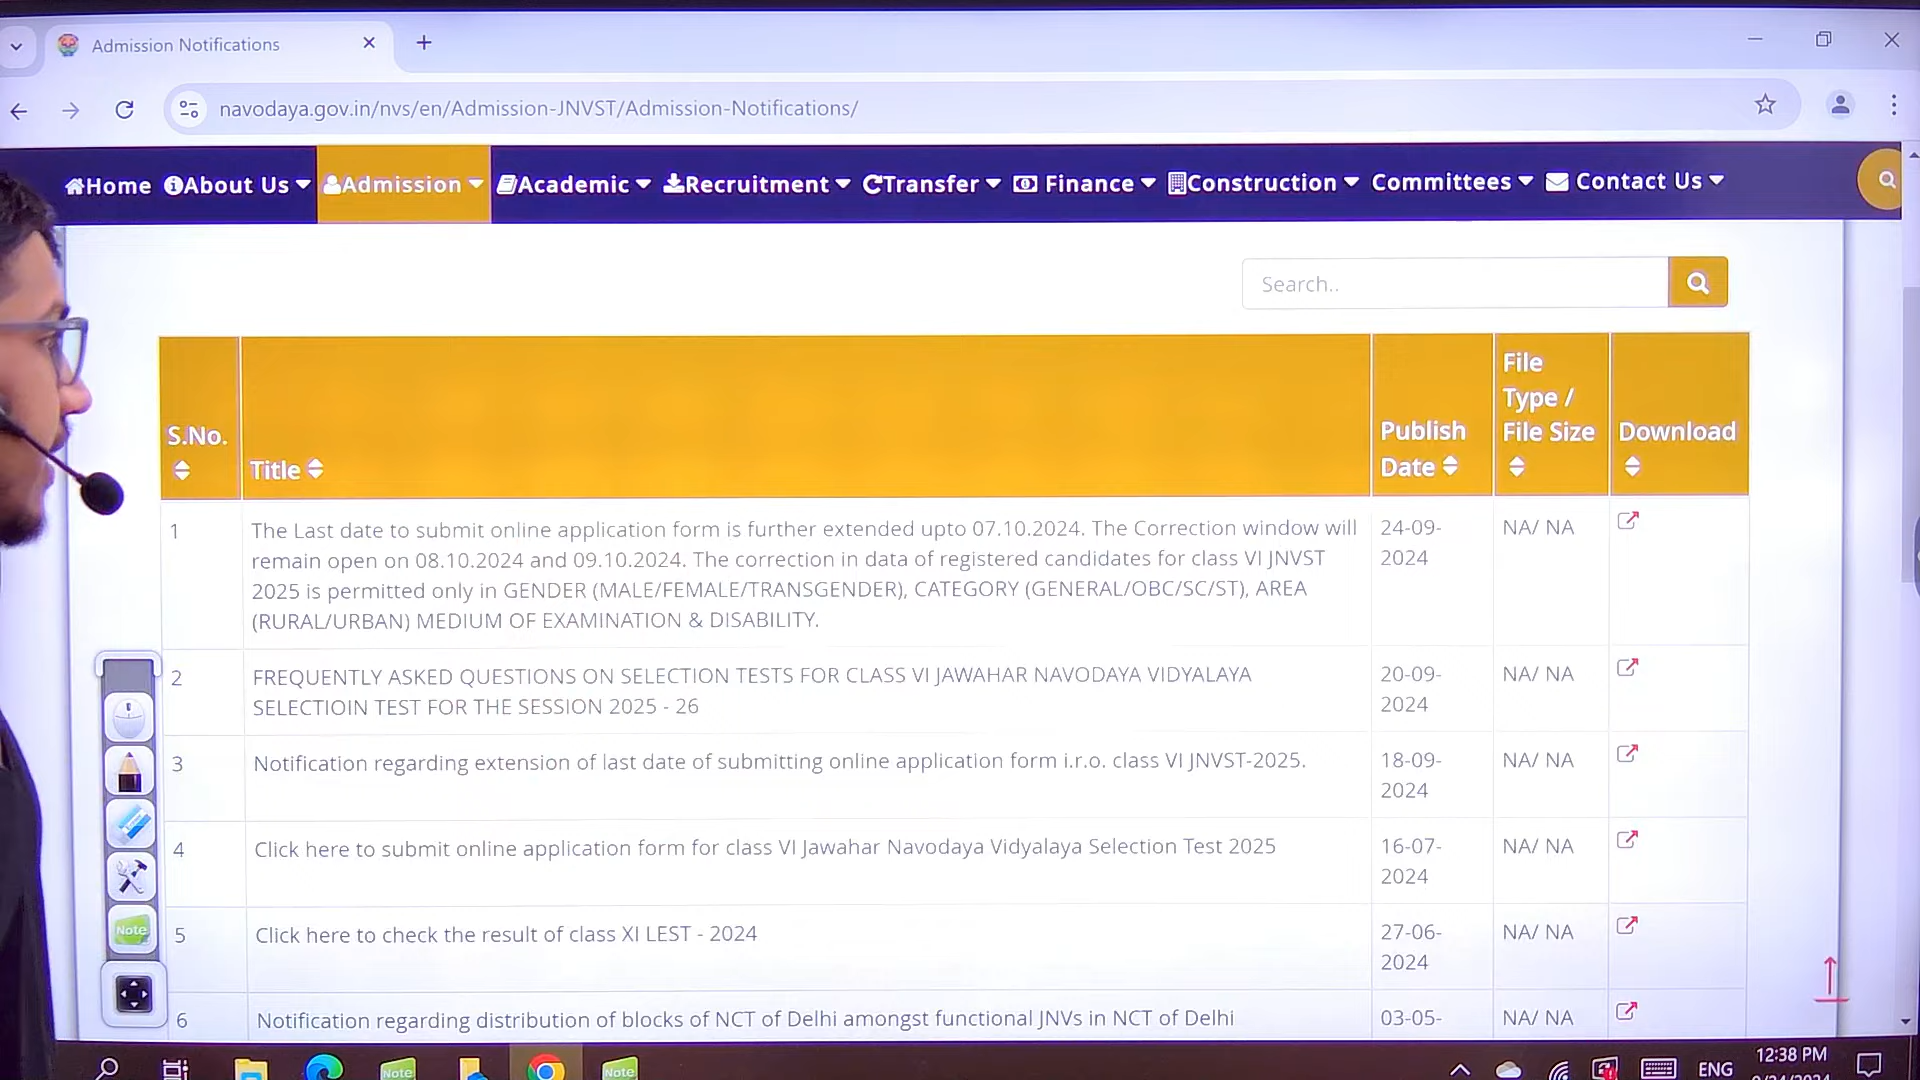 Admission Notifications
navodaya.gov.in/nvs/en/Admission-JNVST/Admission-Notifications/
Home About Us Admission Academic Recruitment Transfer Finance Construction Committees Contact Us
Search..
S.No. Title Publish Date File Type / File Size Download
1 The Last date to submit online application form is further extended upto 07.10.2024. The Correction window will
remain open on 08.10.2024 and 09.10.2024. The correction in data of registered candidates for class VI JNVST
2025 is permitted only in GENDER (MALE/FEMALE/TRANSGENDER), CATEGORY (GENERAL/OBC/SC/ST), AREA
(RURAL/URBAN) MEDIUM OF EXAMINATION & DISABILITY.
24-09-
2024
NA/ NA
2 FREQUENTLY ASKED QUESTIONS ON SELECTION TESTS FOR CLASS VI JAWAHAR NAVODAYA VIDYALAYA
SELECTIOIN TEST FOR THE SESSION 2025 - 26
20-09-
2024
NA/ NA
3 Notification regarding extension of last date of submitting online application form i.r.o. class VI JNVST-2025.
18-09-
2024
NA/ NA
4 Click here to submit online application form for class VI Jawahar Navodaya Vidyalaya Selection Test 2025
16-07-
2024
NA/ NA
Note
5 Click here to check the result of class XI LEST - 2024
27-06-
2024
NA/ NA
6 Notification regarding distribution of blocks of NCT of Delhi amongst functional JNVs in NCT of Delhi
03-05-
NA/ NA
Note
Note
ENG
12:38 PM